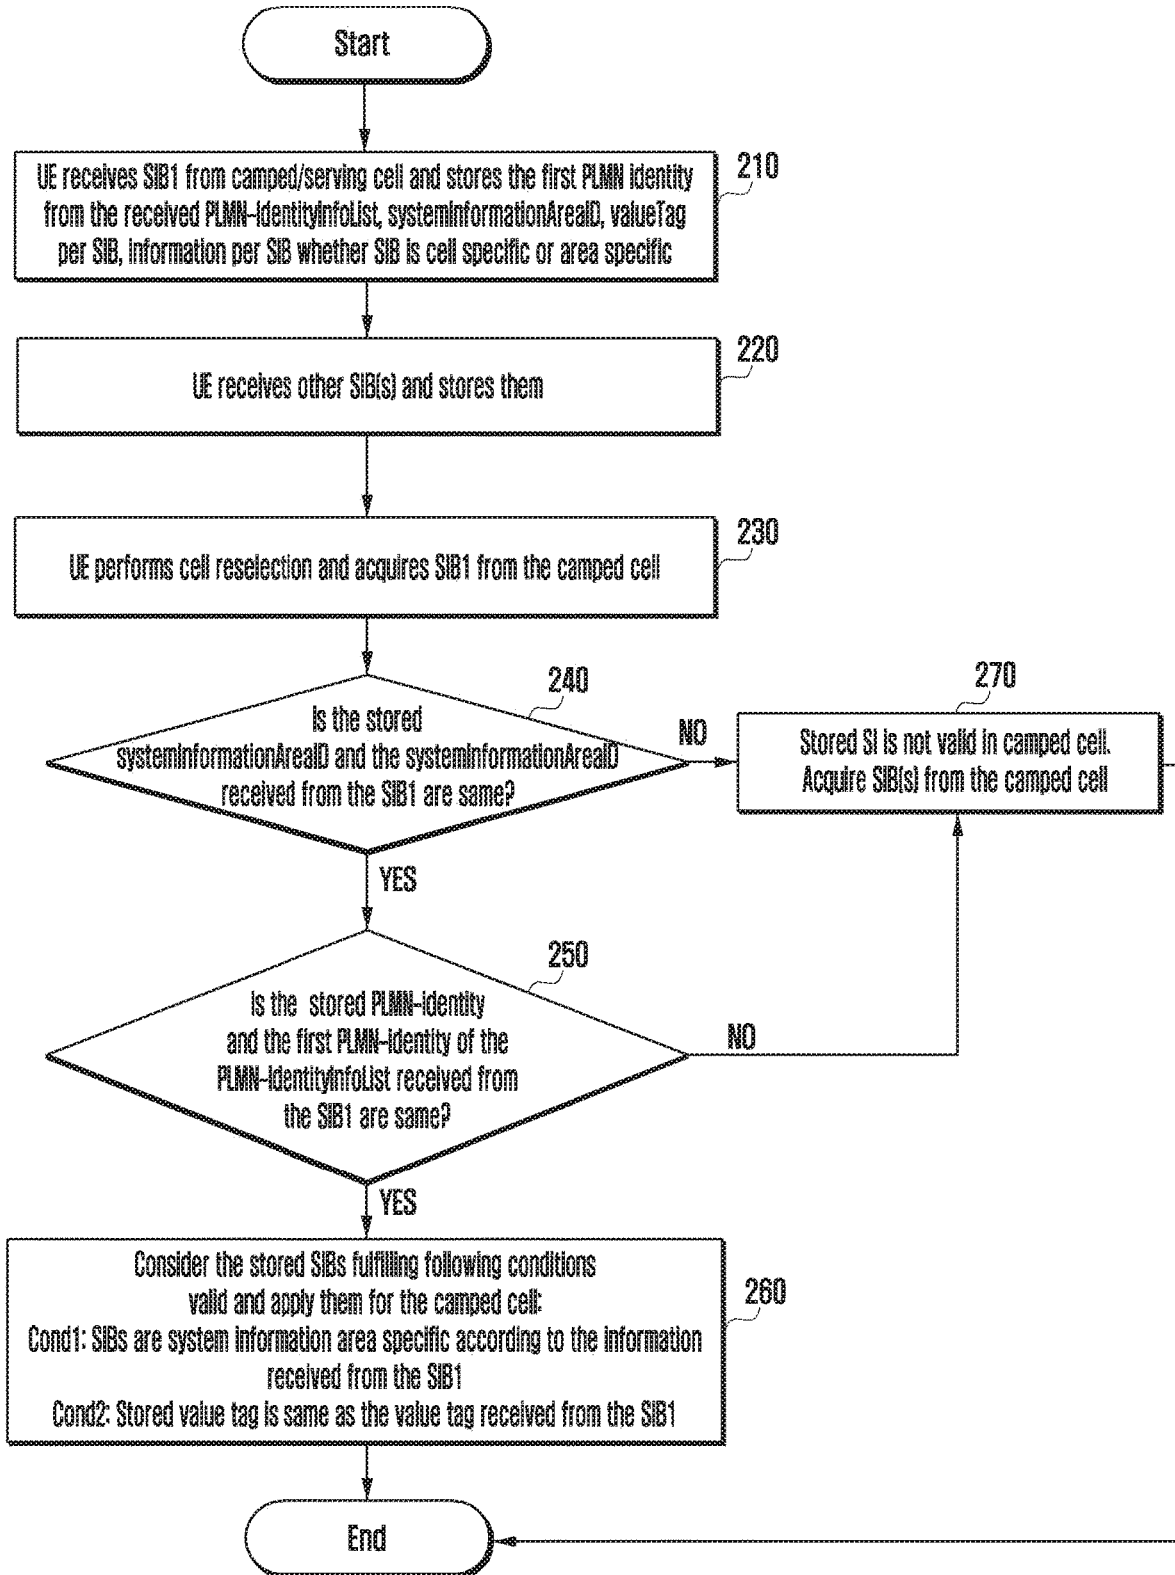 Start
210
UE receives SIB1 from camped/serving cell and stores the first PLMN identity
from the received PLMN-IdentityInfoList, systemInformationAreaID, valueTag
per SIB, Information per SIB whether SIB is cell specific or area specific
220
UE receives other SIB(s) and stores them
230
UE performs cell reselection and acquires SIB1 from the camped cell
240
Is the stored
systemInformationAreaID and the systemInformationAreaID
received from the SIB1 are same?
NO
270
Stored SI is not valid in camped cell.
Acquire SIB(s) from the camped cell
YES
250
Is the stored PLMN-identity
and the first PLMN-Identity of the
PLMN-IdentityInfoList received from
the SIB1 are same?
NO
YES
260
Consider the stored SIBs fulfilling following conditions
valid and apply them for the camped cell:
Cond1: SIBs are system information area specific according to the information
received from the SIB1
Cond2: Stored value tag is same as the value tag received from the SIB1
End